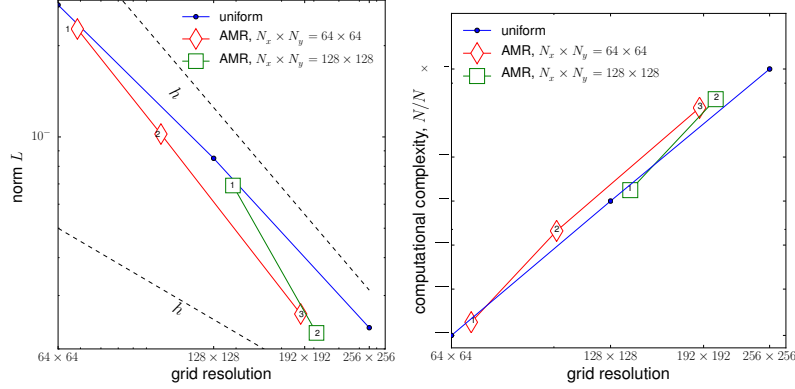 uniform
AMR, N_x × N_y = 64 × 64
AMR, N_x × N_y = 128 × 128
h
1
2
1
3
2
h
10^{-1}
norm L
64 × 64
128 × 128
192 × 192
256 × 256
grid resolution
uniform
AMR, N_x × N_y = 64 × 64
AMR, N_x × N_y = 128 × 128
×
2
3
1
2
1
computational complexity, N/N
64 × 64
128 × 128
192 × 192
256 × 256
grid resolution